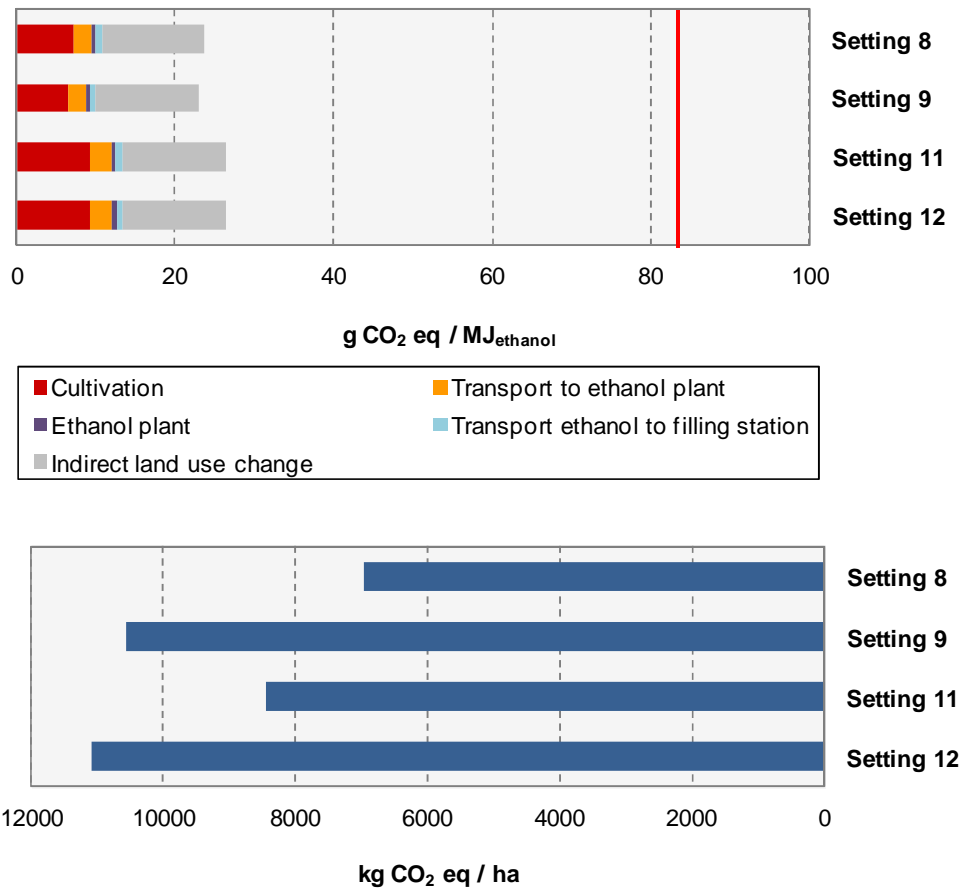 Setting 8
Setting 9
Setting 11
Setting 12
0 20 40 60 80 100
g CO₂ eq / MJethanol
Cultivation Transport to ethanol plant
Ethanol plant Transport ethanol to filling station
Indirect land use change
Setting 8
Setting 9
Setting 11
Setting 12
12000 10000 8000 6000 4000 2000 0
kg CO₂ eq / ha